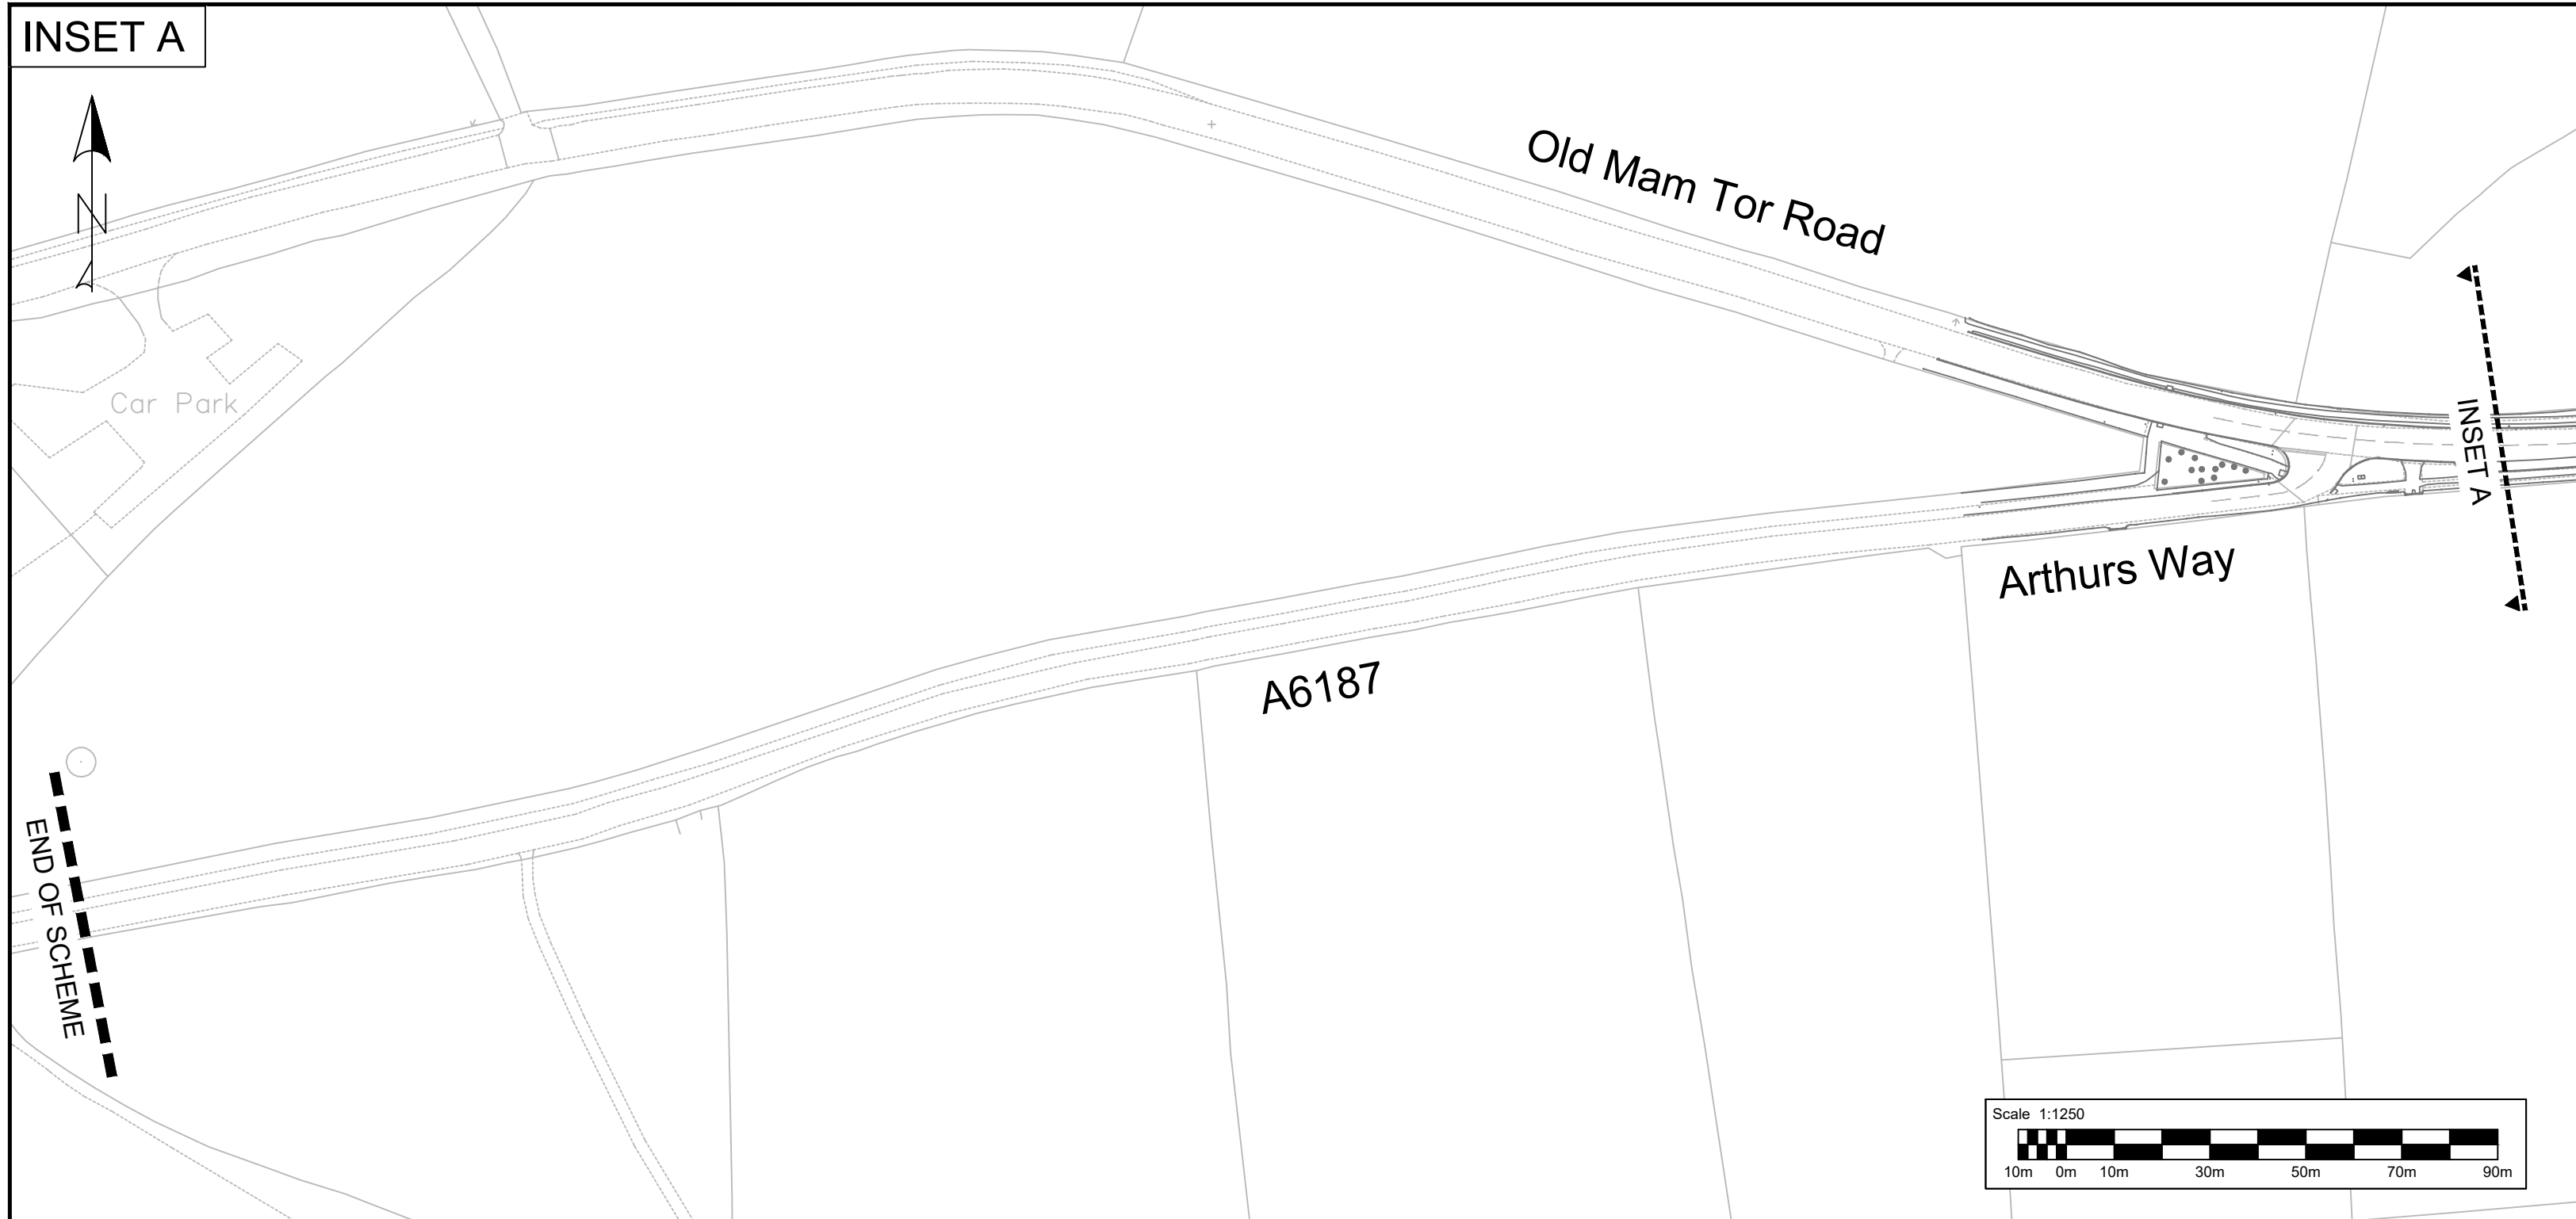 INSET A
N
Old Mam Tor Road
Car Park
INSET A
Arthurs Way
A6187
END OF SCHEME
Scale 1:1250
10m 0m 10m 30m 50m 70m 90m